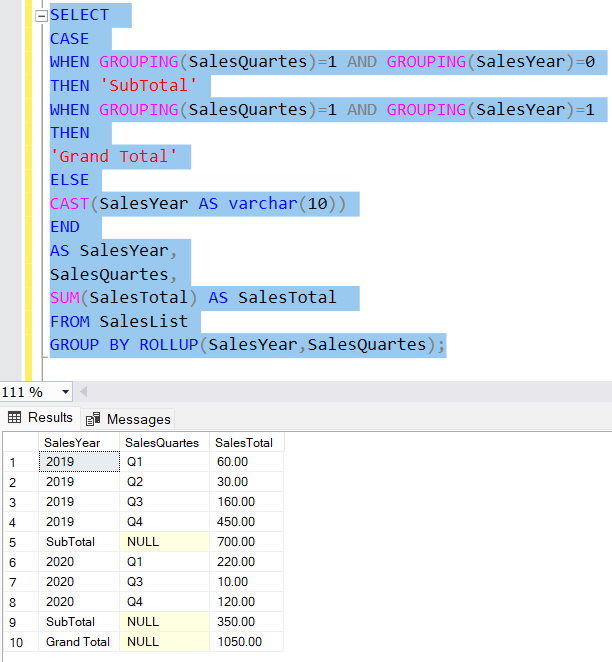 SELECT
CASE
WHEN GROUPING(SalesQuartes)=1 AND GROUPING(SalesYear)=0
THEN 'SubTotal'
WHEN GROUPING(SalesQuartes)=1 AND GROUPING(SalesYear)=1
THEN
'Grand Total'
ELSE
CAST(SalesYear AS varchar(10))
END
AS SalesYear,
SalesQuartes,
SUM(SalesTotal) AS SalesTotal
FROM SalesList
GROUP BY ROLLUP(SalesYear,SalesQuartes);
111 %
Results Messages
SalesYear SalesQuartes SalesTotal
1 2019 Q1 60.00
2 2019 Q2 30.00
3 2019 Q3 160.00
4 2019 Q4 450.00
5 SubTotal NULL 700.00
6 2020 Q1 220.00
7 2020 Q3 10.00
8 2020 Q4 120.00
9 SubTotal NULL 350.00
10 Grand Total NULL 1050.00